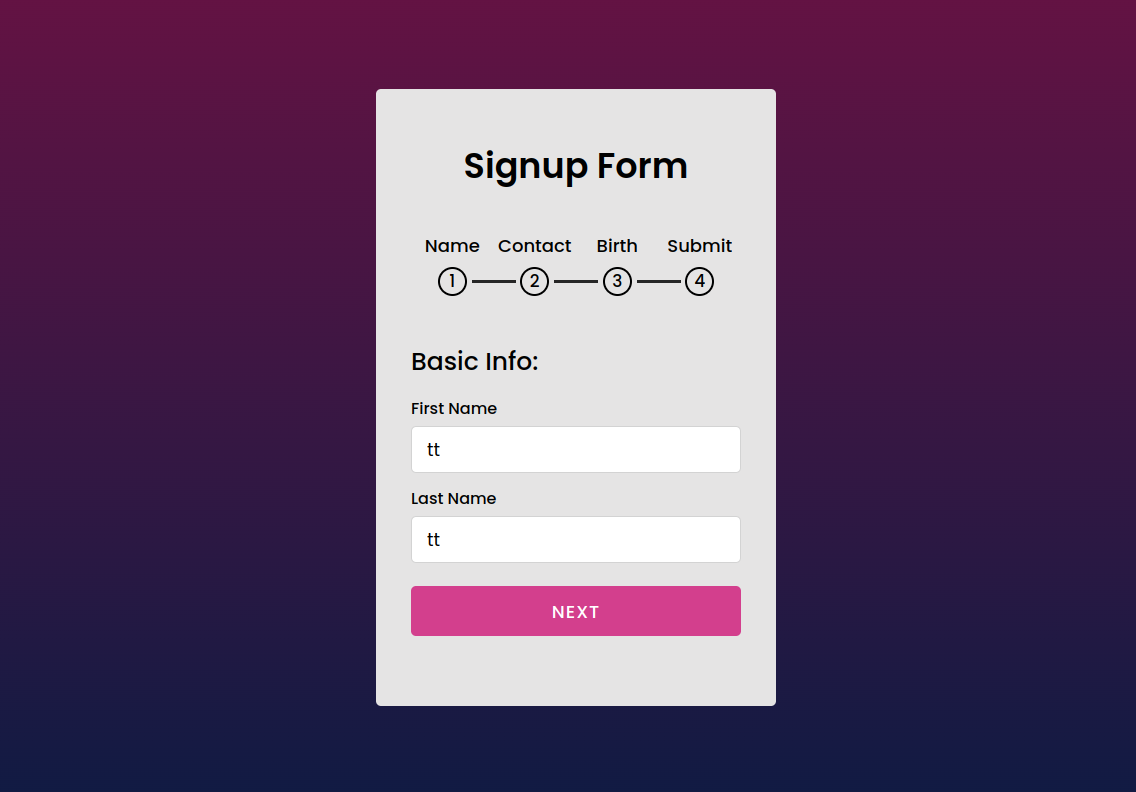 Signup Form
Name Contact Birth Submit
1 2 3 4
Basic Info:
First Name
tt
Last Name
tt
NEXT